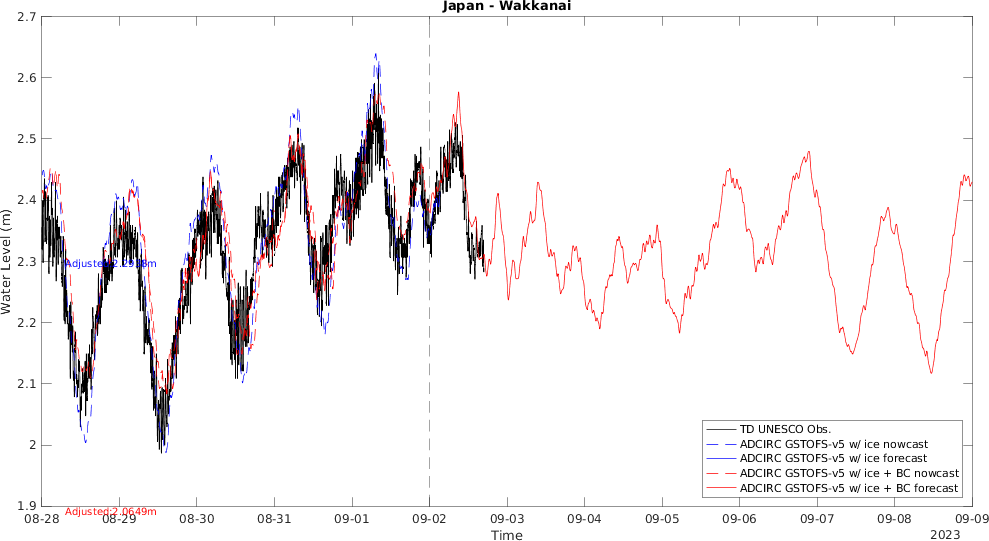 Japan - Wakkanai
2.7
2.6
2.5
2.4
2.3
2.2
2.1
2
1.9
Water Level (m)
Adjusted:2.0649m
TD UNESCO Obs.
ADCIRC GSTOFS-v5 w/ ice nowcast
ADCIRC GSTOFS-v5 w/ ice forecast
ADCIRC GSTOFS-v5 w/ ice + BC nowcast
ADCIRC GSTOFS-v5 w/ ice + BC forecast
08-28 08-29 08-30 08-31 09-01 09-02 09-03 09-04 09-05 09-06 09-07 09-08 09-09
Time
2023